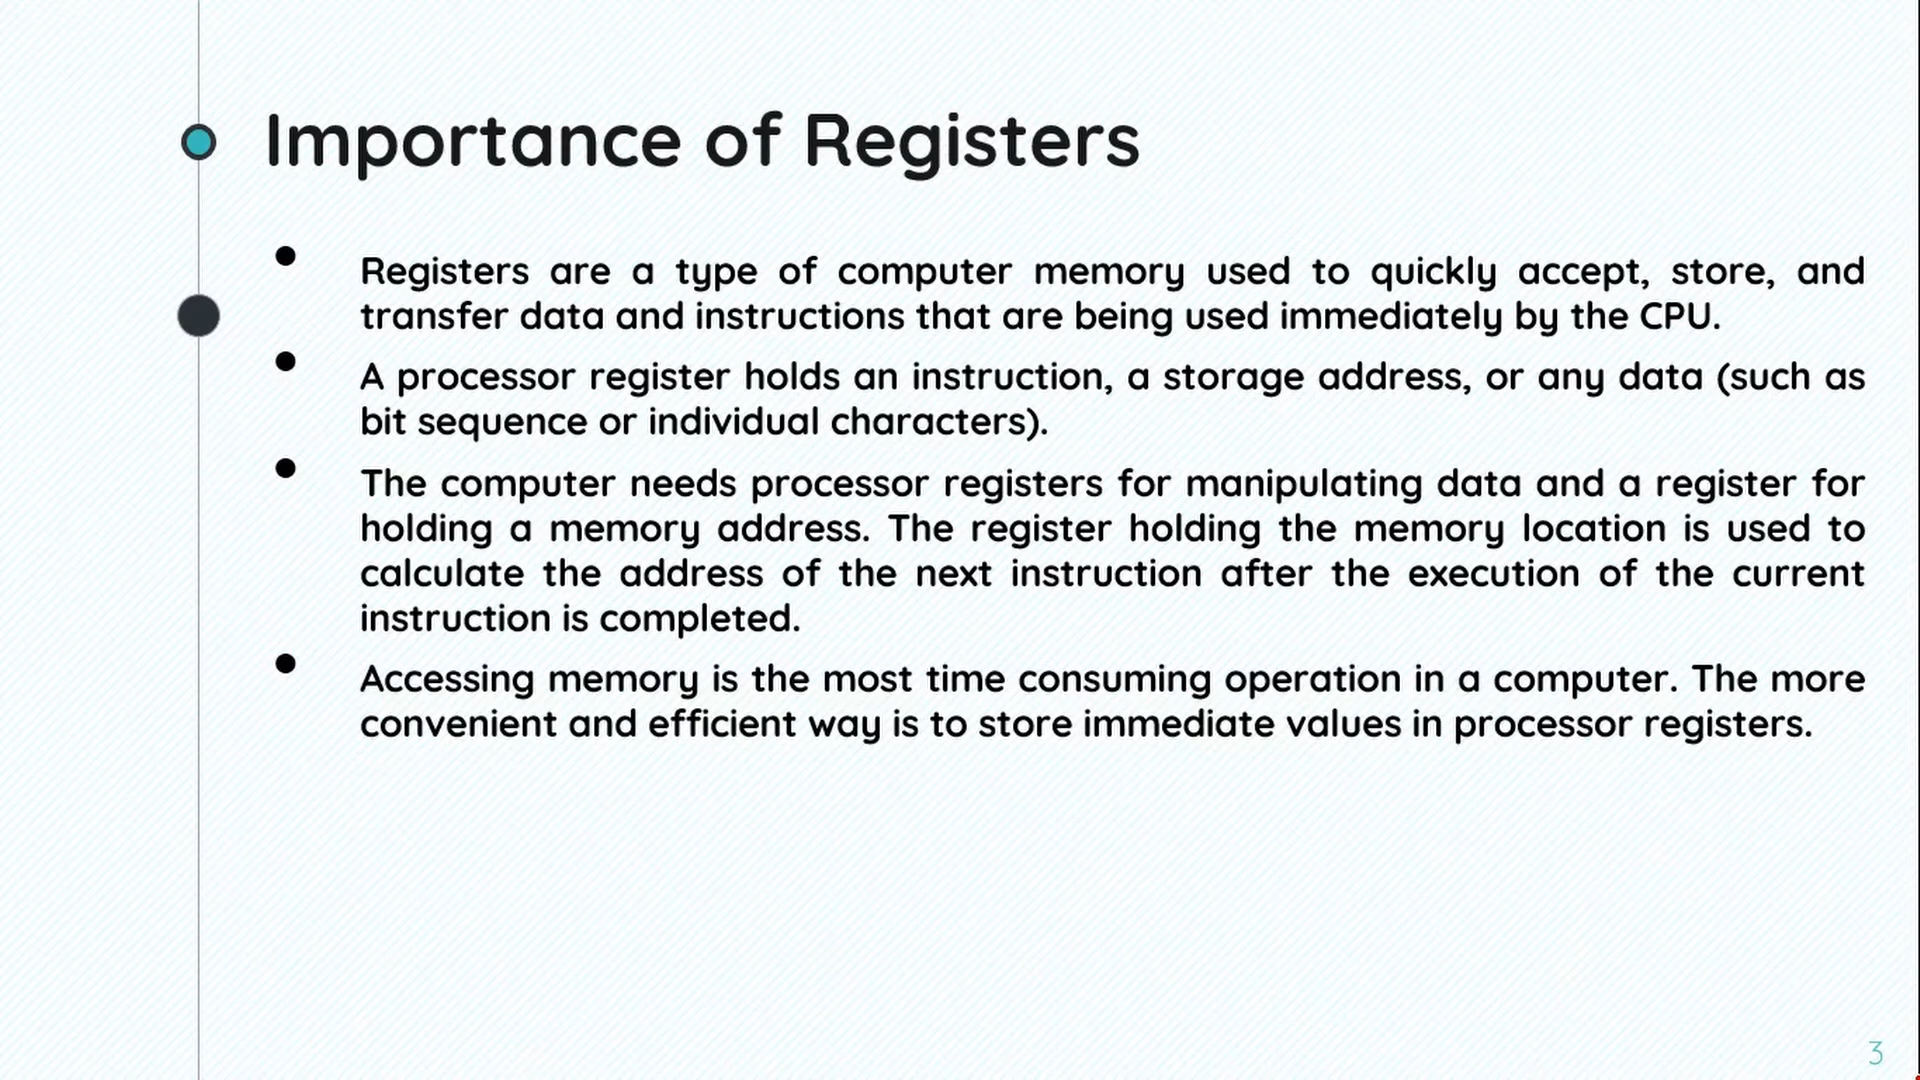 Importance of Registers
Registers are a type of computer memory used to quickly accept, store, and
transfer data and instructions that are being used immediately by the CPU.
A processor register holds an instruction, a storage address, or any data (such as
bit sequence or individual characters).
The computer needs processor registers for manipulating data and a register for
holding a memory address. The register holding the memory location is used to
calculate the address of the next instruction after the execution of the current
instruction is completed.
Accessing memory is the most time consuming operation in a computer. The more
convenient and efficient way is to store immediate values in processor registers.
3